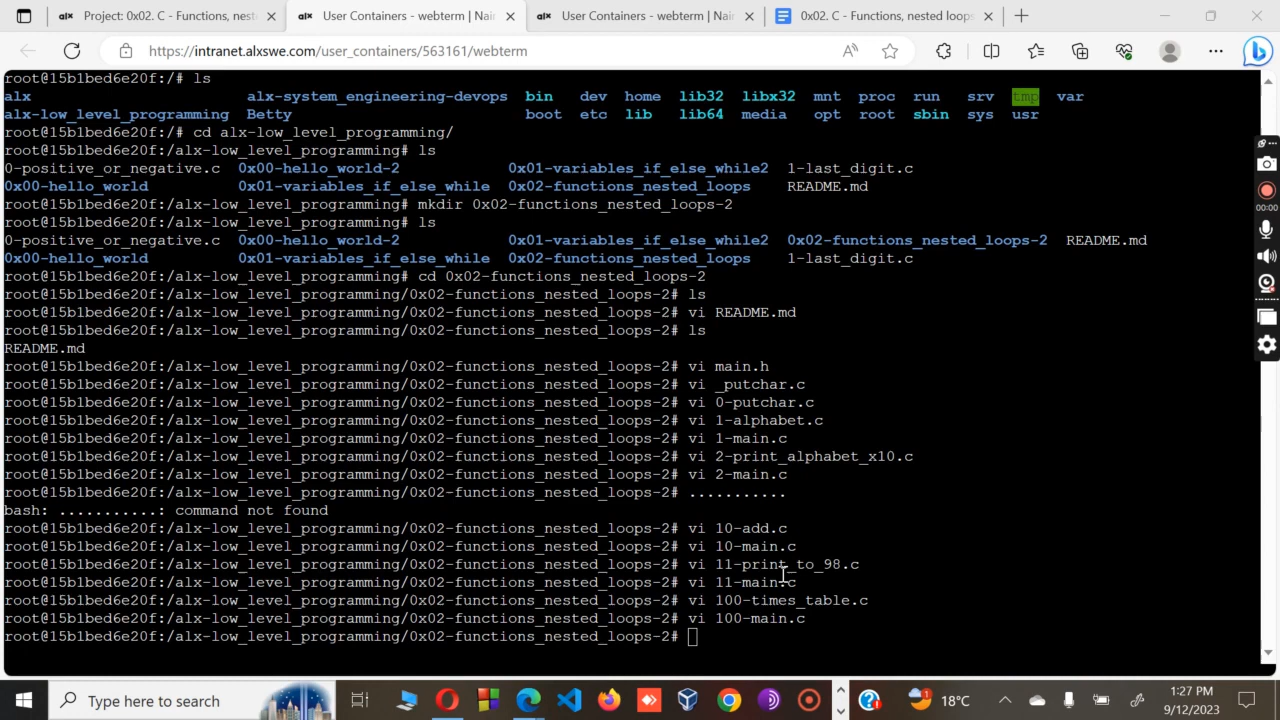 Project: 0x02. C - Functions, nest
User Containers - webterm | Nai
User Containers - webterm | Nai
0x02. C - Functions, nested loops
https://intranet.alxswe.com/user_containers/563161/webterm
root@15b1bed6e20f:/# ls
alx alx-system_engineering-devops bin dev home lib32 libx32 mnt proc run srv tmp var
alx-low_level_programming Betty boot etc lib lib64 media opt root sbin sys usr
root@15b1bed6e20f:/# cd alx-low_level_programming/
root@15b1bed6e20f:/alx-low_level_programming# ls
0-positive_or_negative.c 0x00-hello_world-2 0x01-variables_if_else_while2 1-last_digit.c
0x00-hello_world 0x01-variables_if_else_while 0x02-functions_nested_loops README.md
root@15b1bed6e20f:/alx-low_level_programming# mkdir 0x02-functions_nested_loops-2
root@15b1bed6e20f:/alx-low_level_programming# ls
0-positive_or_negative.c 0x00-hello_world-2 0x01-variables_if_else_while2 0x02-functions_nested_loops-2 README.md
0x00-hello_world 0x01-variables_if_else_while 0x02-functions_nested_loops 1-last_digit.c
root@15b1bed6e20f:/alx-low_level_programming# cd 0x02-functions_nested_loops-2
root@15b1bed6e20f:/alx-low_level_programming/0x02-functions_nested_loops-2# ls
root@15b1bed6e20f:/alx-low_level_programming/0x02-functions_nested_loops-2# vi README.md
root@15b1bed6e20f:/alx-low_level_programming/0x02-functions_nested_loops-2# ls
README.md
root@15b1bed6e20f:/alx-low_level_programming/0x02-functions_nested_loops-2# vi main.h
root@15b1bed6e20f:/alx-low_level_programming/0x02-functions_nested_loops-2# vi _putchar.c
root@15b1bed6e20f:/alx-low_level_programming/0x02-functions_nested_loops-2# vi 0-putchar.c
root@15b1bed6e20f:/alx-low_level_programming/0x02-functions_nested_loops-2# vi 1-alphabet.c
root@15b1bed6e20f:/alx-low_level_programming/0x02-functions_nested_loops-2# vi 1-main.c
root@15b1bed6e20f:/alx-low_level_programming/0x02-functions_nested_loops-2# vi 2-print_alphabet_x10.c
root@15b1bed6e20f:/alx-low_level_programming/0x02-functions_nested_loops-2# vi 2-main.c
root@15b1bed6e20f:/alx-low_level_programming/0x02-functions_nested_loops-2# ...........
bash: ...........: command not found
root@15b1bed6e20f:/alx-low_level_programming/0x02-functions_nested_loops-2# vi 10-add.c
root@15b1bed6e20f:/alx-low_level_programming/0x02-functions_nested_loops-2# vi 10-main.c
root@15b1bed6e20f:/alx-low_level_programming/0x02-functions_nested_loops-2# vi 11-print_to_98.c
root@15b1bed6e20f:/alx-low_level_programming/0x02-functions_nested_loops-2# vi 11-main.c
root@15b1bed6e20f:/alx-low_level_programming/0x02-functions_nested_loops-2# vi 100-times_table.c
root@15b1bed6e20f:/alx-low_level_programming/0x02-functions_nested_loops-2# vi 100-main.c
root@15b1bed6e20f:/alx-low_level_programming/0x02-functions_nested_loops-2#
00:00
Type here to search
18°C
1:27 PM
9/12/2023